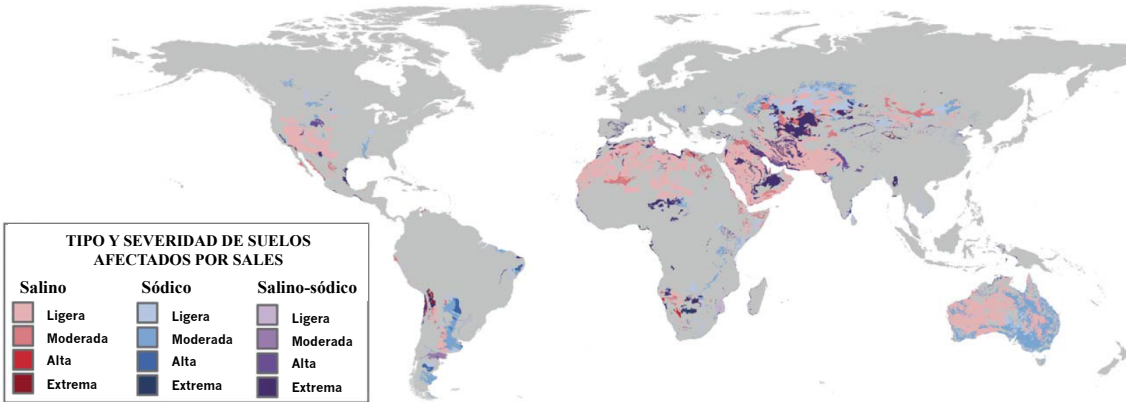 TIPO Y SEVERIDAD DE SUELOS
AFECTADOS POR SALES
Salino Sódico Salino-sódico
Ligera Ligera Ligera
Moderada Moderada Moderada
Alta Alta Alta
Extrema Extrema Extrema